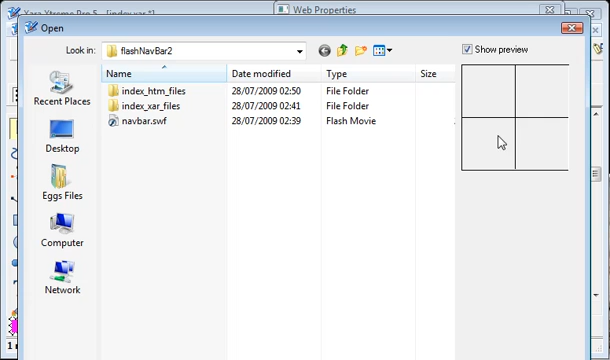 Xara Xtreme Pro 5 - [index.xar *]
Web Properties
Open
Look in:
flashNavBar2
Show preview
Name
Date modified
Type
Size
index_htm_files
28/07/2009 02:50
File Folder
index_xar_files
28/07/2009 02:41
File Folder
navbar.swf
28/07/2009 02:39
Flash Movie
Recent Places
Desktop
Eggs Files
Computer
Network